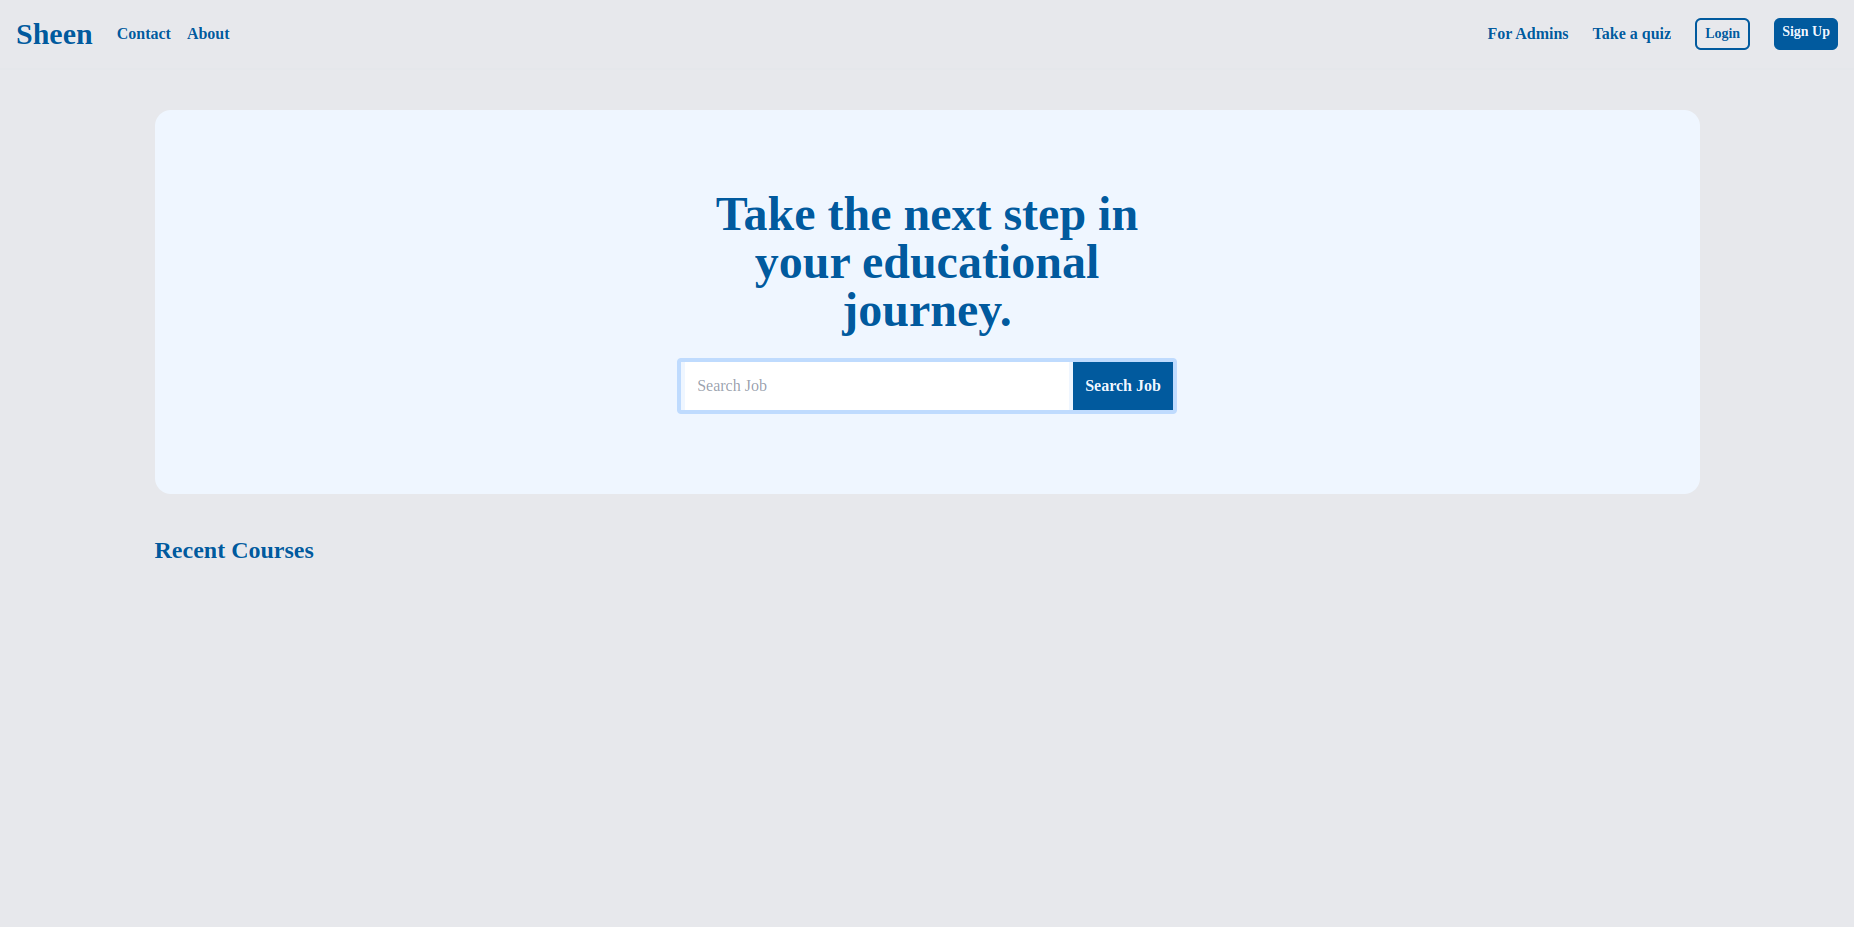 Sheen Contact About For Admins Take a quiz Login Sign Up
Take the next step in
your educational
journey.
Search Job Search Job
Recent Courses